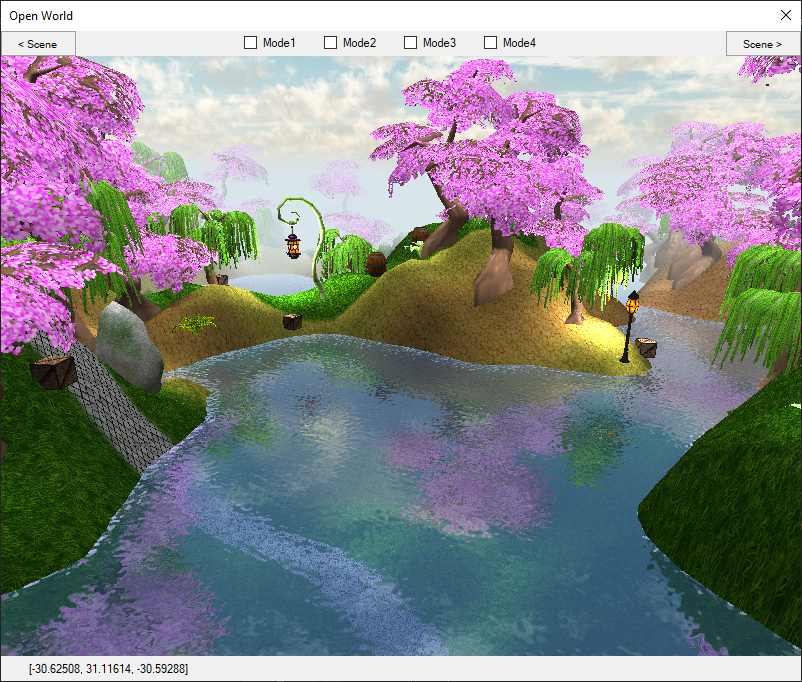 Open World
< Scene
Mode1
Mode2
Mode3
Mode4
Scene >
[-30.62508, 31.11614, -30.59288]